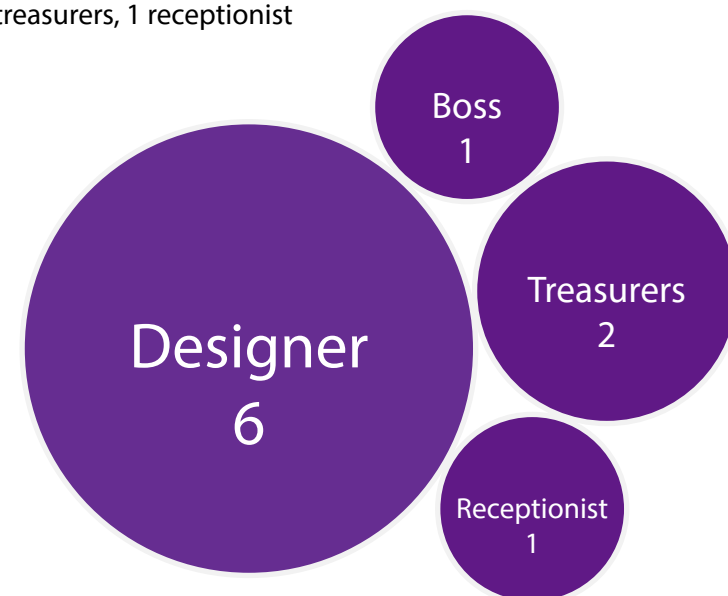 treasurers, 1 receptionist
Boss
1
Treasurers
2
Designer
6
Receptionist
1